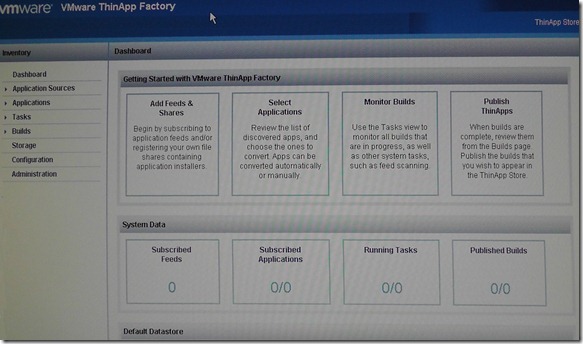 vmware VMware ThinApp Factory
ThinApp Store
Inventory
Dashboard
Application Sources
Applications
Tasks
Builds
Storage
Configuration
Administration
Dashboard
Getting Started with VMware ThinApp Factory
Add Feeds &
Shares
Begin by subscribing to
application feeds and/or
registering your own file
shares containing
application installers.
Select
Applications
Review the list of
discovered apps, and
choose the ones to
convert. Apps can be
converted automatically
or manually.
Monitor Builds
Use the Tasks view to
monitor all builds that
are in progress, as well
as other system tasks,
such as feed scanning.
Publish
ThinApps
When builds are
complete, review them
from the Builds page.
Publish the builds that
you wish to appear in
the ThinApp Store.
System Data
Subscribed
Feeds
0
Subscribed
Applications
0/0
Running Tasks
0/0
Published Builds
0/0
Default Datastore